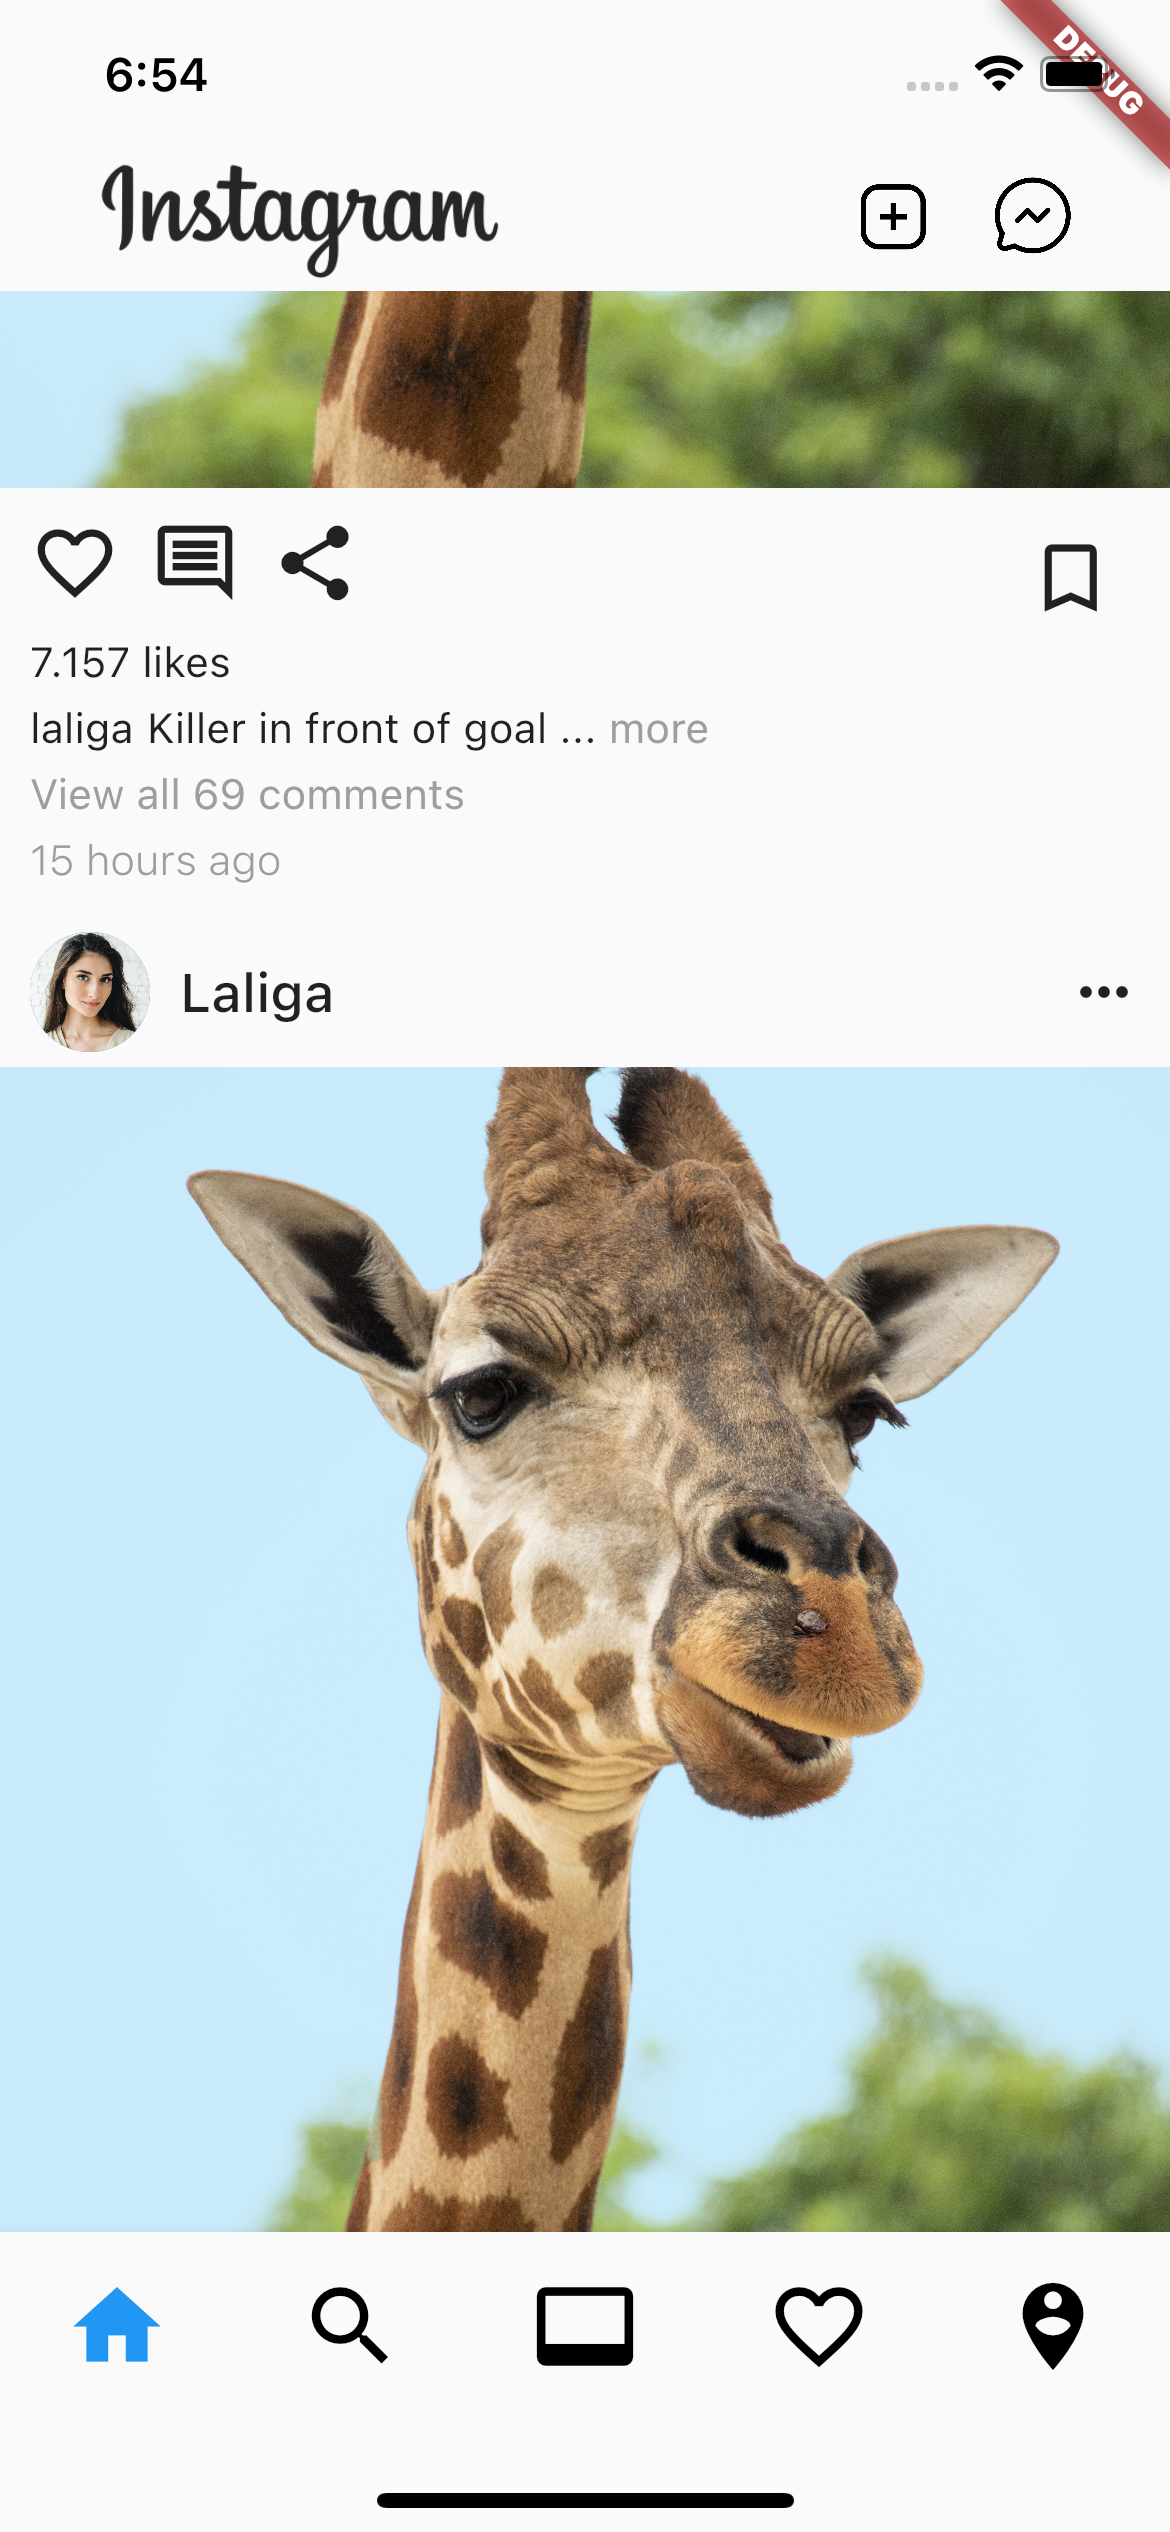 6:54
DEBUG
Instagram
7.157 likes
laliga Killer in front of goal ... more
View all 69 comments
15 hours ago
Laliga